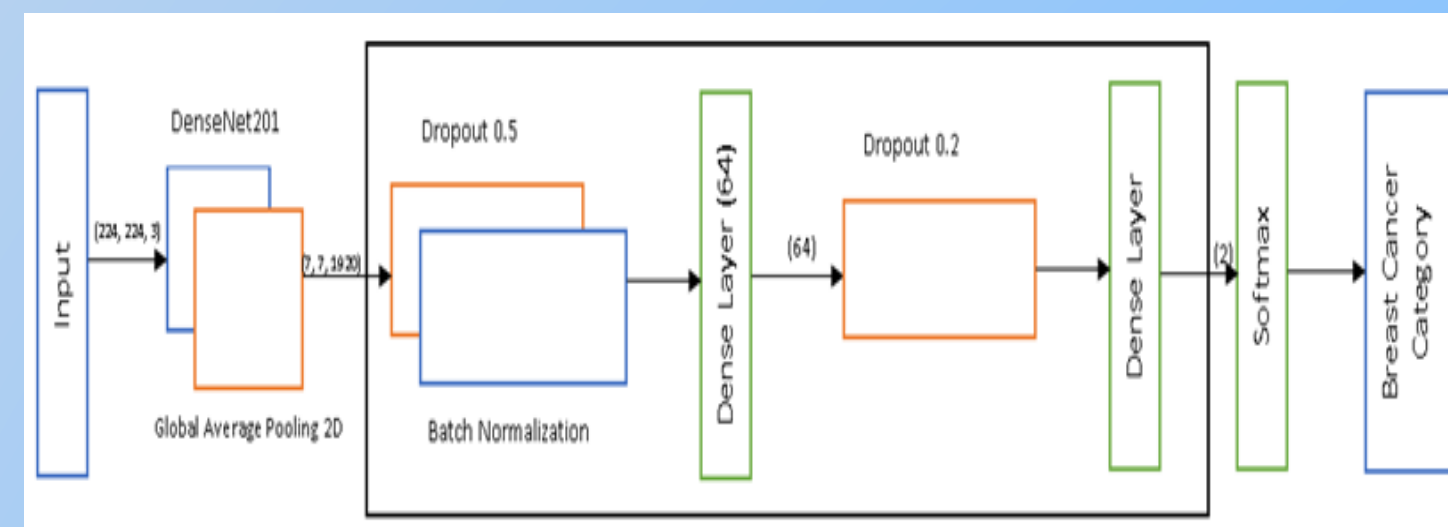 Input
(224, 224, 3)
DenseNet201
Global Average Pooling 2D
(7, 7, 1920)
Dropout 0.5
Batch Normalization
Dense Layer (64)
(64)
Dropout 0.2
Dense Layer
(2)
Softmax
Breast Cancer
Category